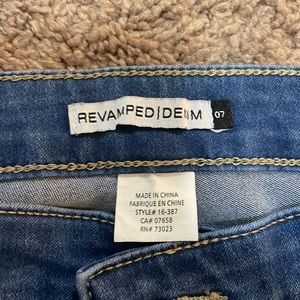 REVAMPED|DENIM 07
MADE IN CHINA
FABRIQUE EN CHINE
STYLE# 16-387
CA# 07658
RN# 73023